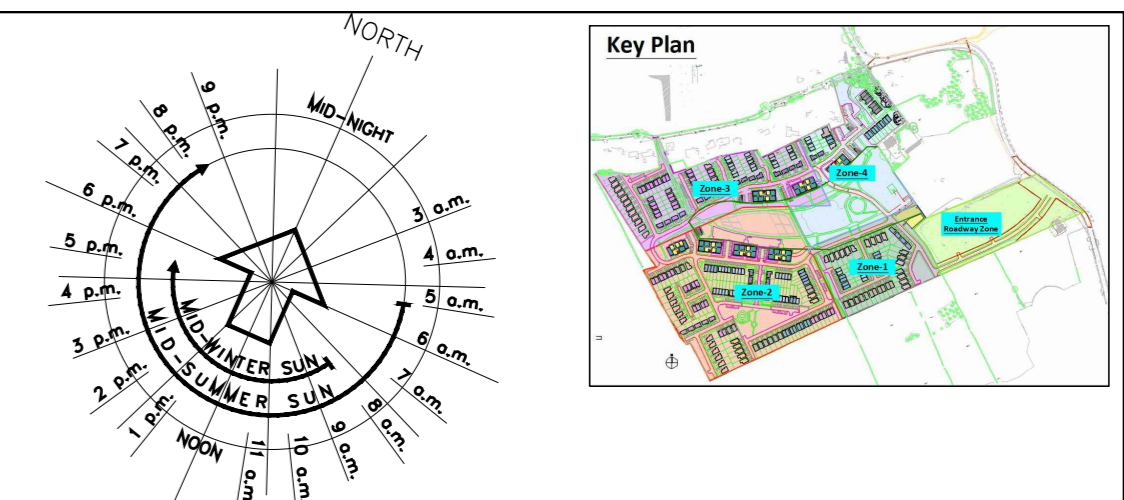 NORTH
MID-NIGHT
3 a.m.
4 a.m.
5 a.m.
6 a.m.
7 a.m.
8 a.m.
9 a.m.
10 a.m
11 a.m
NOON
1 p.m.
2 p.m.
3 p.m.
4 p.m.
5 p.m.
6 p.m.
7 p.m.
8 p.m.
9 p.m.
MID-WINTER SUN
MID-SUMMER SUN
Key Plan
Zone-4
Zone-3
Entrance
Roadway Zone
Zone-1
Zone-2